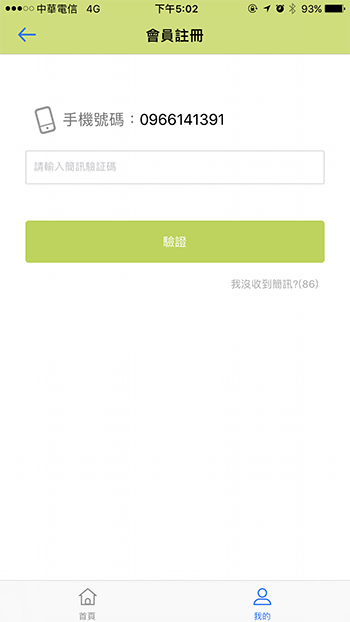 中華電信 4G 下午5:02 93%
會員註冊
手機號碼：0966141391
請輸入簡訊驗証碼
驗證
我沒收到簡訊?(86)
首頁 我的